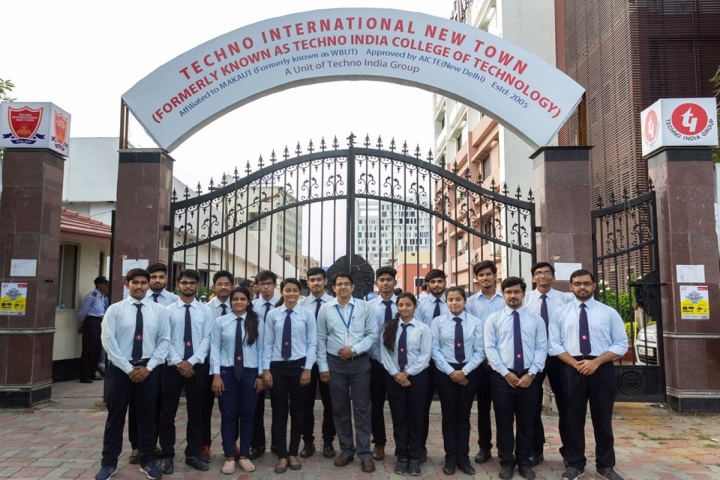 TECHNO INTERNATIONAL NEW TOWN
(FORMERLY KNOWN AS TECHNO INDIA COLLEGE OF TECHNOLOGY)
Affiliated to MAKAUT (Formerly known as WBUT) Approved by AICTE (New Delhi) Estd: 2005
A Unit of Techno India Group
TECHNO INDIA GROUP